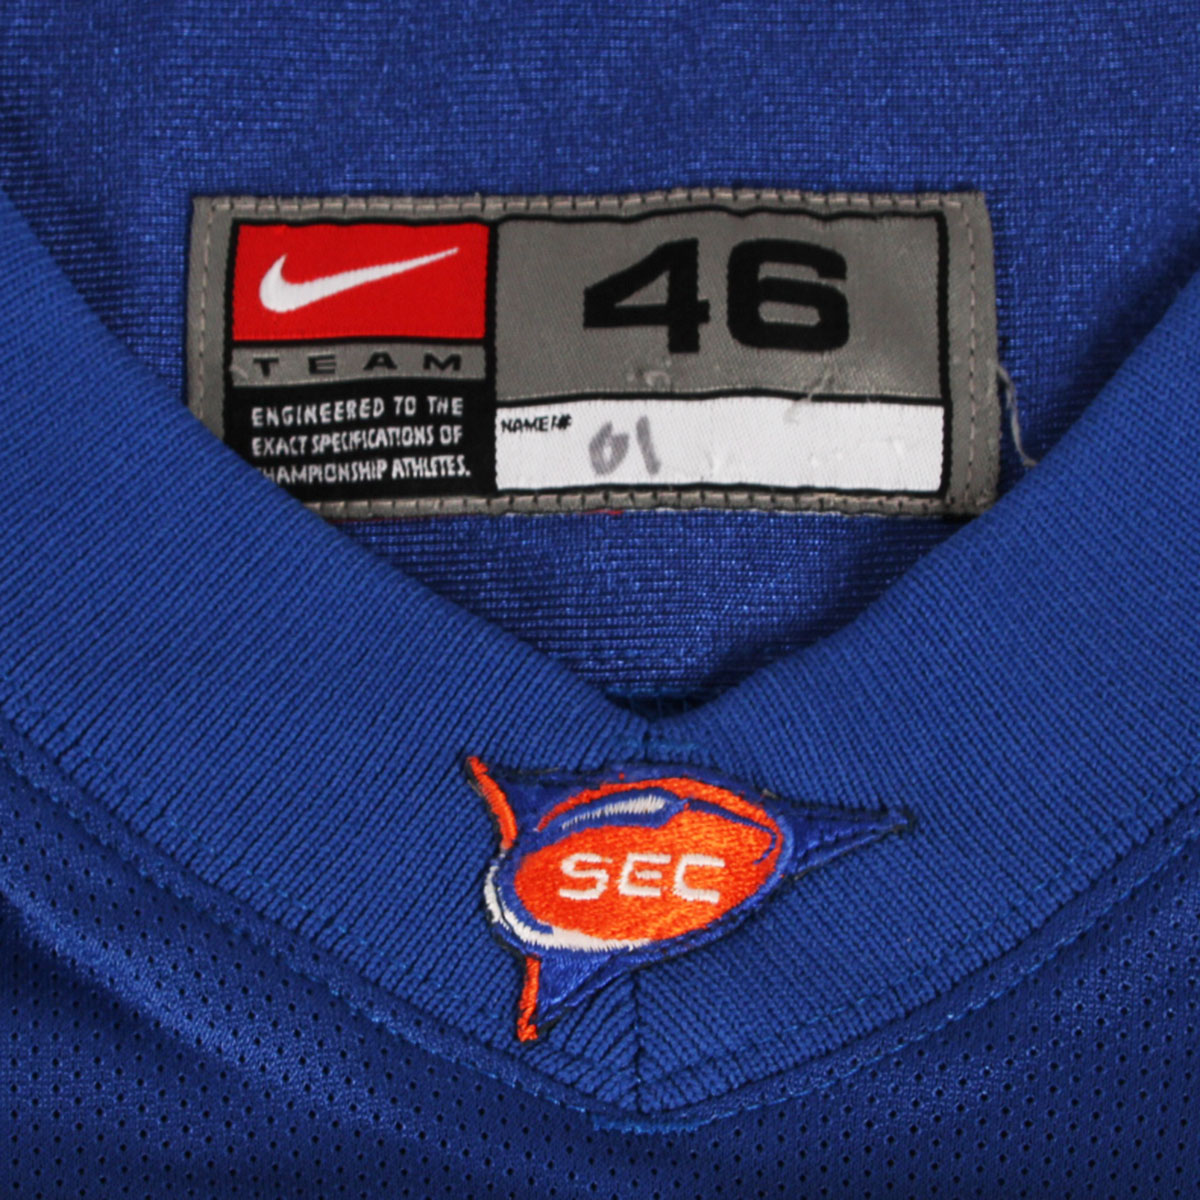 46
TEAM
ENGINEERED TO THE
EXACT SPECIFICATIONS OF
CHAMPIONSHIP ATHLETES.
NAME/#
01
SEC